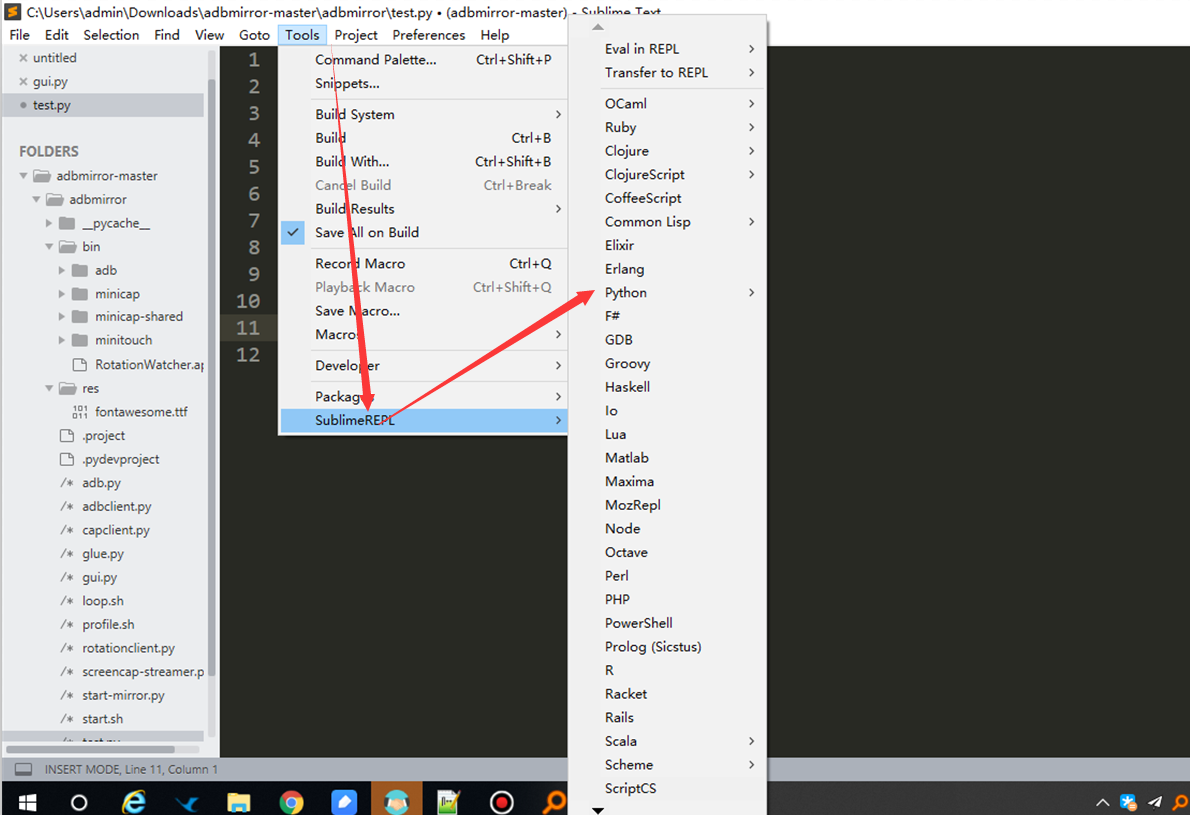 C:\Users\admin\Downloads\adbmirror-master\adbmirror\test.py • (adbmirror-master) - Sublime Text
File Edit Selection Find View Goto Tools Project Preferences Help
untitled
gui.py
test.py
FOLDERS
adbmirror-master
adbmirror
__pycache__
bin
adb
minicap
minicap-shared
minitouch
RotationWatcher.ap
res
fontawesome.ttf
.project
.pydevproject
/* adb.py
/* adbclient.py
/* capclient.py
/* glue.py
/* gui.py
/* loop.sh
/* profile.sh
/* rotationclient.py
/* screencap-streamer.p
/* start-mirror.py
/* start.sh
/* test.py
1
2
3
4
5
6
7
8
9
10
11
12
Command Palette... Ctrl+Shift+P
Snippets...
Build System
Build Ctrl+B
Build With... Ctrl+Shift+B
Cancel Build Ctrl+Break
Build Results
Save All on Build
Record Macro Ctrl+Q
Playback Macro Ctrl+Shift+Q
Save Macro...
Macros
Developer
Packages
SublimeREPL
Eval in REPL
Transfer to REPL
OCaml
Ruby
Clojure
ClojureScript
CoffeeScript
Common Lisp
Elixir
Erlang
Python
F#
GDB
Groovy
Haskell
Io
Lua
Matlab
Maxima
MozRepl
Node
Octave
Perl
PHP
PowerShell
Prolog (Sicstus)
R
Racket
Rails
Scala
Scheme
ScriptCS
INSERT MODE, Line 11, Column 1